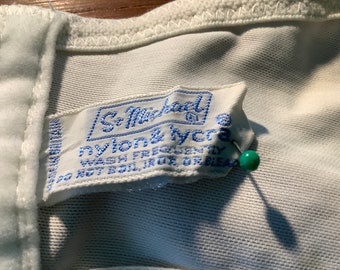 St Michael
nylon & lycra
WASH FREQUENTLY
DO NOT BOIL, IRON, OR BLEACH